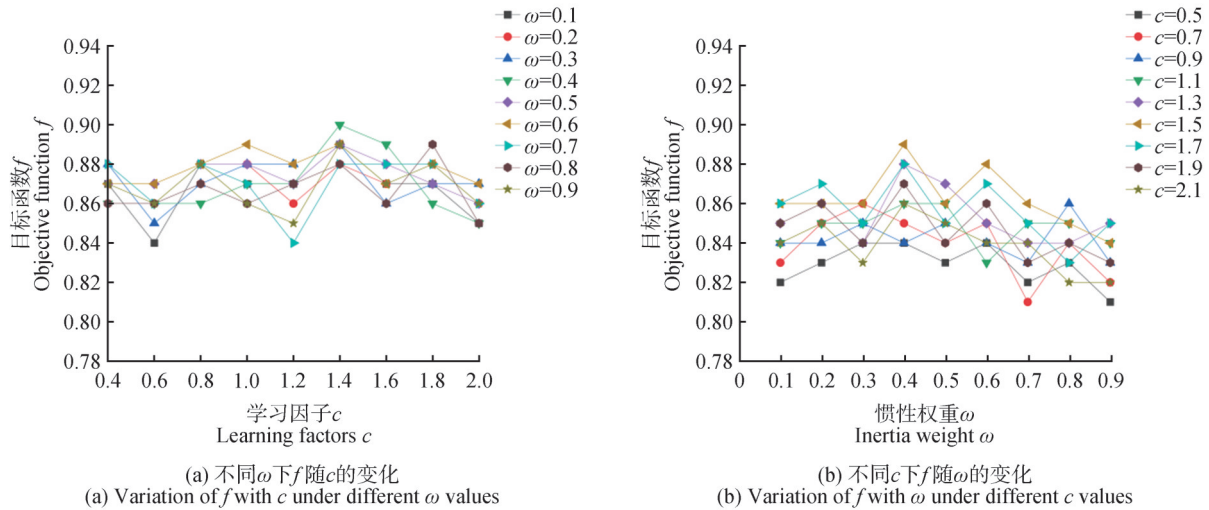 0.94
0.92
0.90
0.88
0.86
0.84
0.82
0.80
0.78
目标函数f
Objective function f
0.4 0.6 0.8 1.0 1.2 1.4 1.6 1.8 2.0
学习因子c
Learning factors c
ω=0.1
ω=0.2
ω=0.3
ω=0.4
ω=0.5
ω=0.6
ω=0.7
ω=0.8
ω=0.9
(a) 不同ω下f随c的变化
(a) Variation of f with c under different ω values
0.94
0.92
0.90
0.88
0.86
0.84
0.82
0.80
0.78
目标函数f
Objective function f
0 0.1 0.2 0.3 0.4 0.5 0.6 0.7 0.8 0.9
惯性权重ω
Inertia weight ω
c=0.5
c=0.7
c=0.9
c=1.1
c=1.3
c=1.5
c=1.7
c=1.9
c=2.1
(b) 不同c下f随ω的变化
(b) Variation of f with ω under different c values